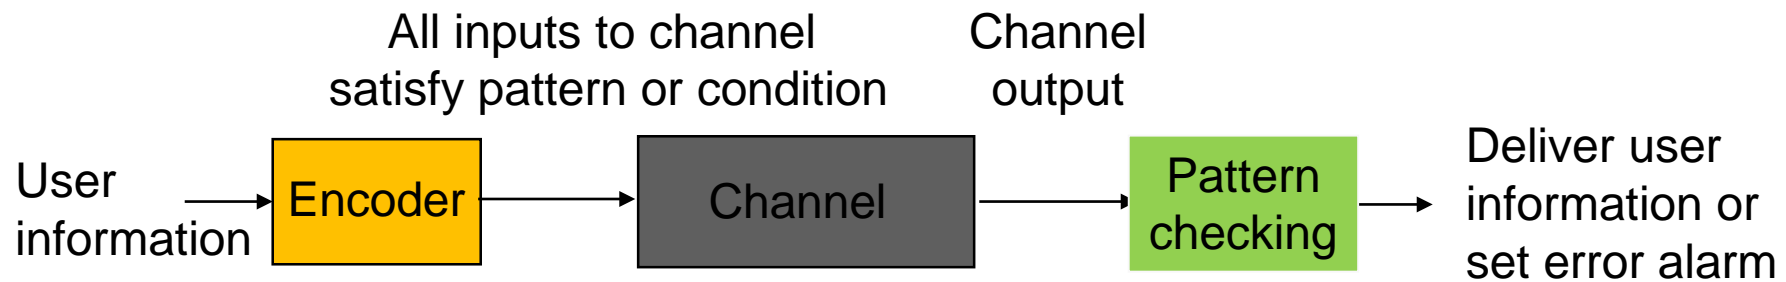 All inputs to channel
satisfy pattern or condition
Channel
output
User
information
Encoder
Channel
Pattern
checking
Deliver user
information or
set error alarm